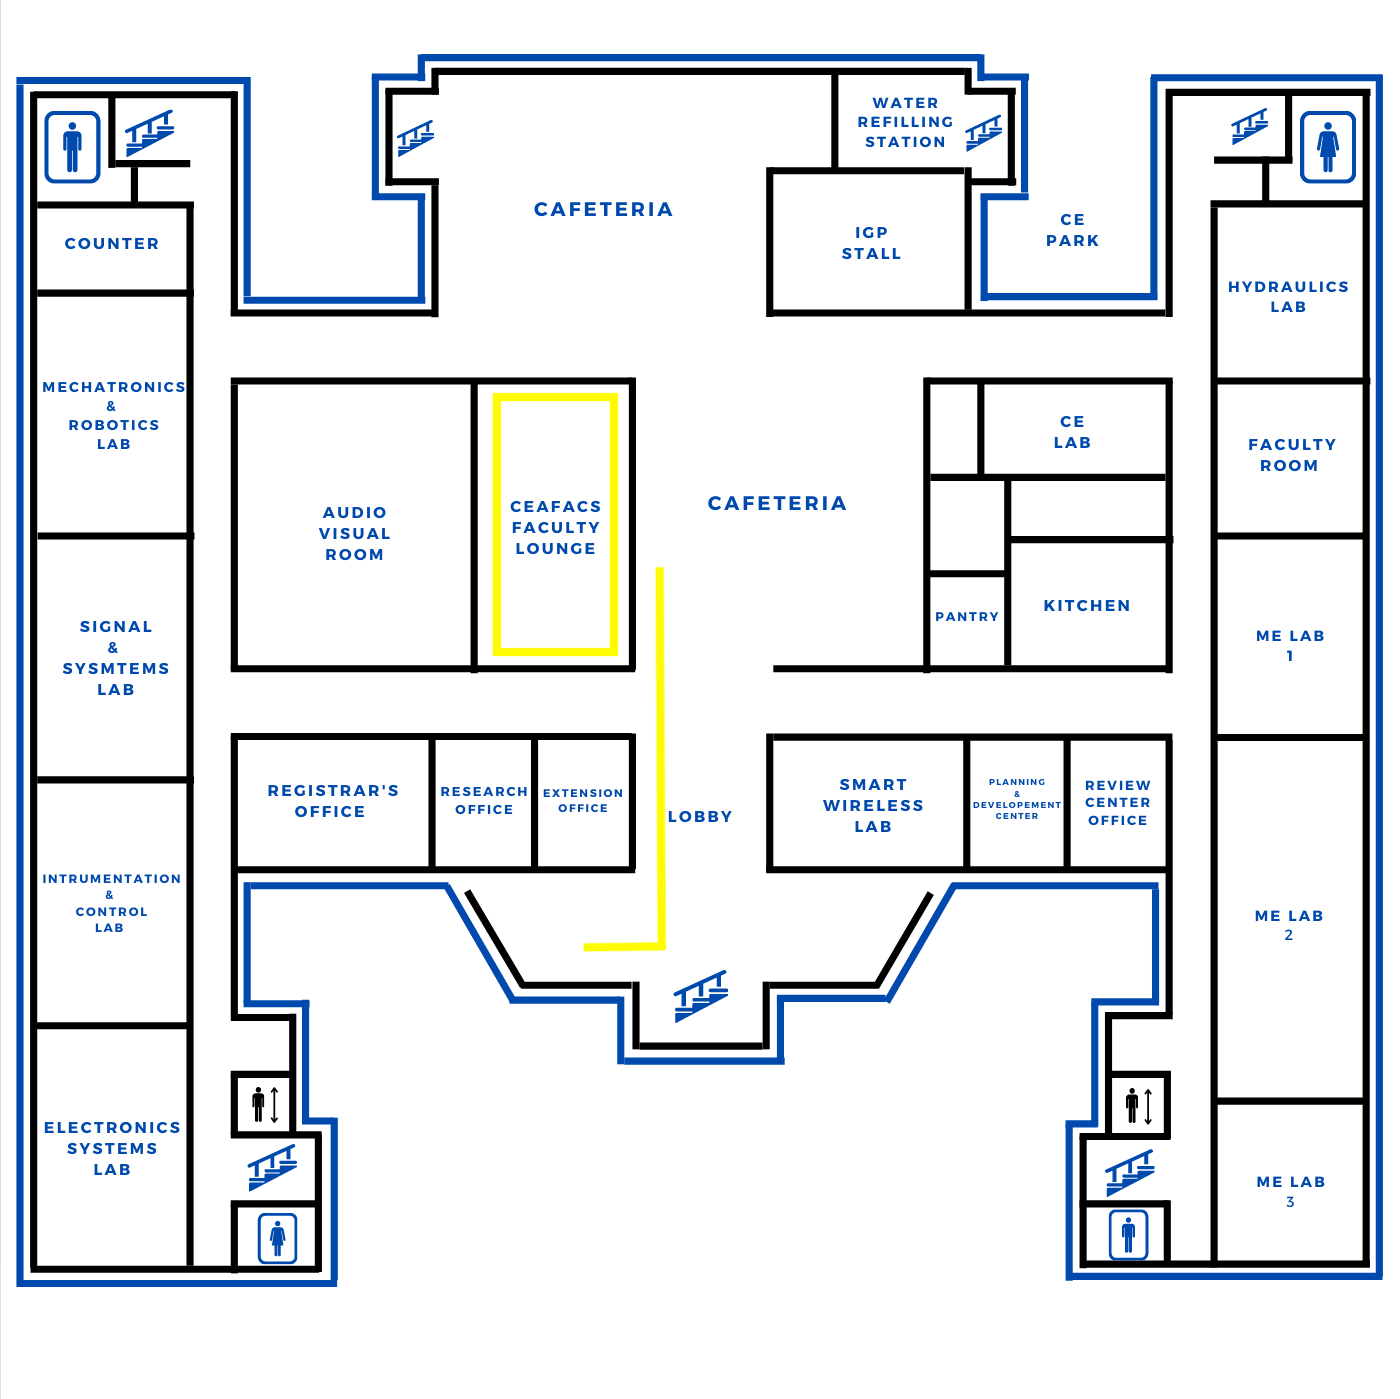 WATER
REFILLING
STATION
CAFETERIA
IGP
STALL
CE
PARK
COUNTER
HYDRAULICS
LAB
MECHATRONICS
&
ROBOTICS
LAB
CE
LAB
FACULTY
ROOM
AUDIO
VISUAL
ROOM
CEAFACS
FACULTY
LOUNGE
CAFETERIA
SIGNAL
&
SYSMTEMS
LAB
PANTRY
KITCHEN
ME LAB
1
REGISTRAR'S
OFFICE
RESEARCH
OFFICE
EXTENSION
OFFICE
LOBBY
SMART
WIRELESS
LAB
PLANNING
&
DEVELOPEMENT
CENTER
REVIEW
CENTER
OFFICE
INTRUMENTATION
&
CONTROL
LAB
ME LAB
2
ELECTRONICS
SYSTEMS
LAB
ME LAB
3